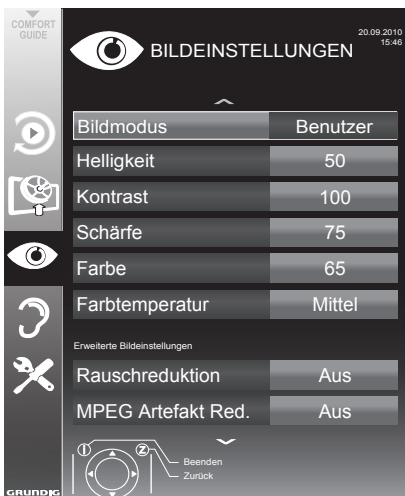 COMFORT
GUIDE
BILDEINSTELLUNGEN
20.09.2010
15:46
Bildmodus Benutzer
Helligkeit 50
Kontrast 100
Schärfe 75
Farbe 65
Farbtemperatur Mittel
Erweiterte Bildeinstellungen
Rauschreduktion Aus
MPEG Artefakt Red. Aus
Beenden
Zurück
GRUNDIG